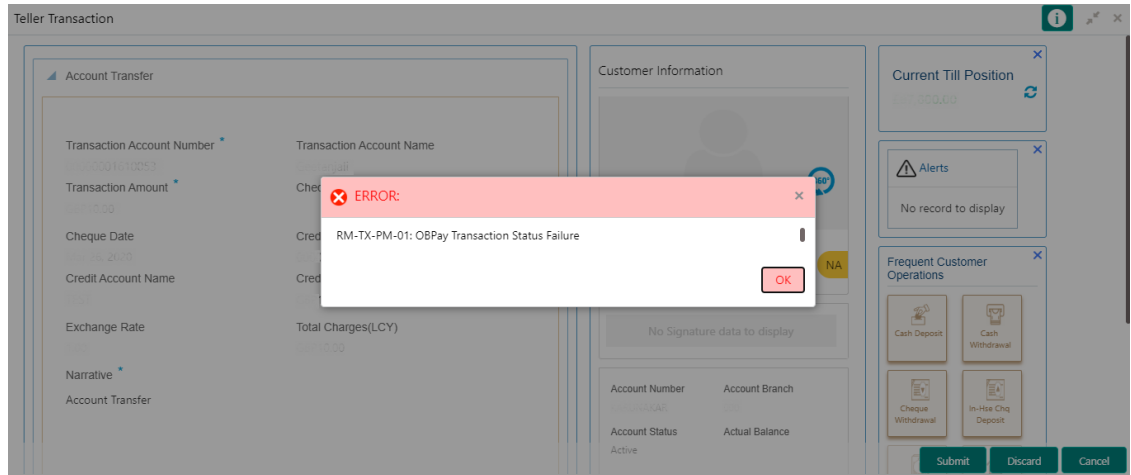 Teller Transaction
Account Transfer
Transaction Account Number *
Transaction Account Name
Transaction Amount *
Cheque Date
Credit Account Name
Exchange Rate
Total Charges(LCY)
Narrative *
Account Transfer
ERROR:
RM-TX-PM-01: OBPay Transaction Status Failure
OK
Customer Information
360°
NA
No Signature data to display
Account Number
Account Branch
Account Status
Actual Balance
Active
Current Till Position
Alerts
No record to display
Frequent Customer
Operations
Cash Deposit
Cash
Withdrawal
Cheque
Withdrawal
In-Hse Chq
Deposit
Submit
Discard
Cancel